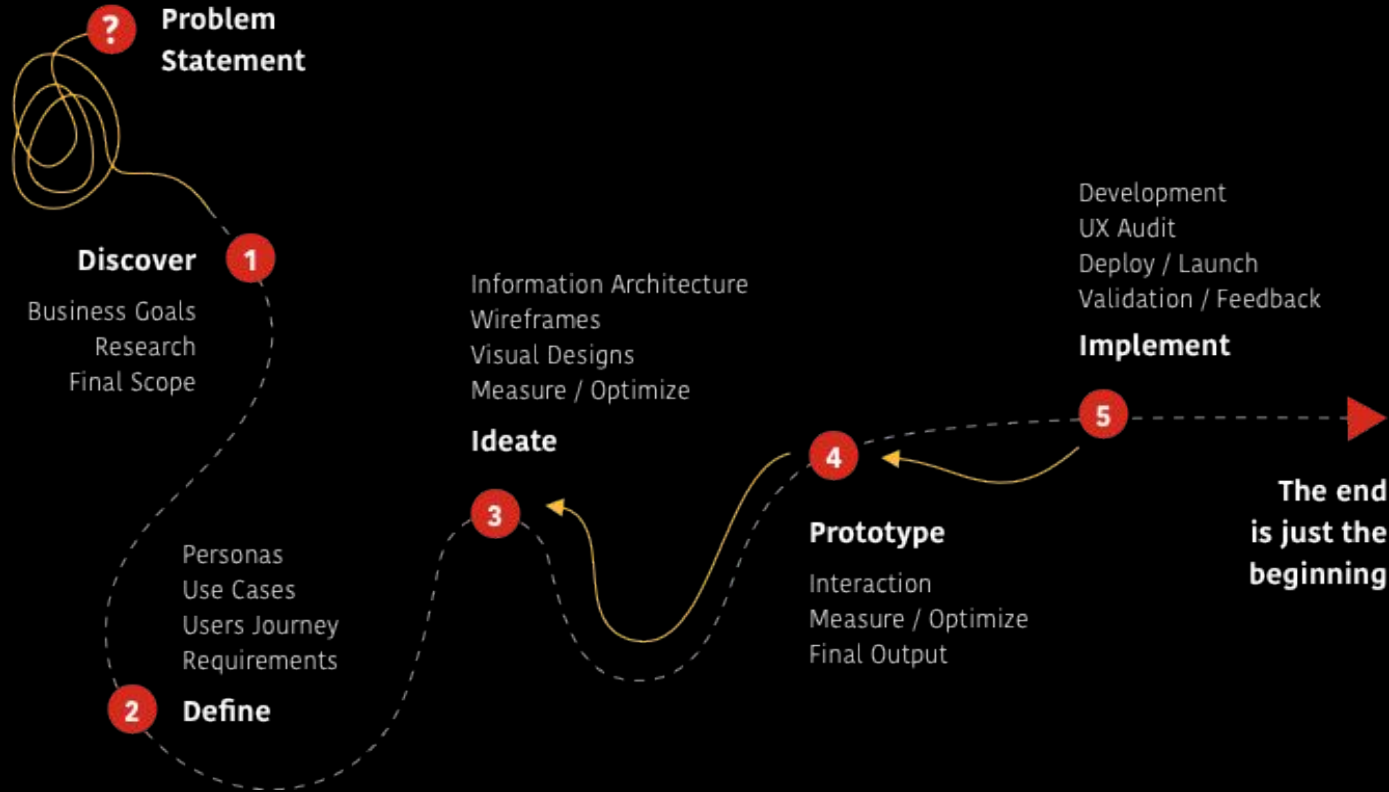 ?
Problem
Statement
1
Discover
Business Goals
Research
Final Scope
Personas
Use Cases
Users Journey
Requirements
2
Define
Information Architecture
Wireframes
Visual Designs
Measure / Optimize
Ideate
3
4
Prototype
Interaction
Measure / Optimize
Final Output
Development
UX Audit
Deploy / Launch
Validation / Feedback
Implement
5
The end
is just the
beginning